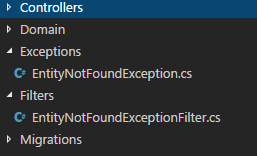 Controllers
Domain
Exceptions
C# EntityNotFoundException.cs
Filters
C# EntityNotFoundExceptionFilter.cs
Migrations